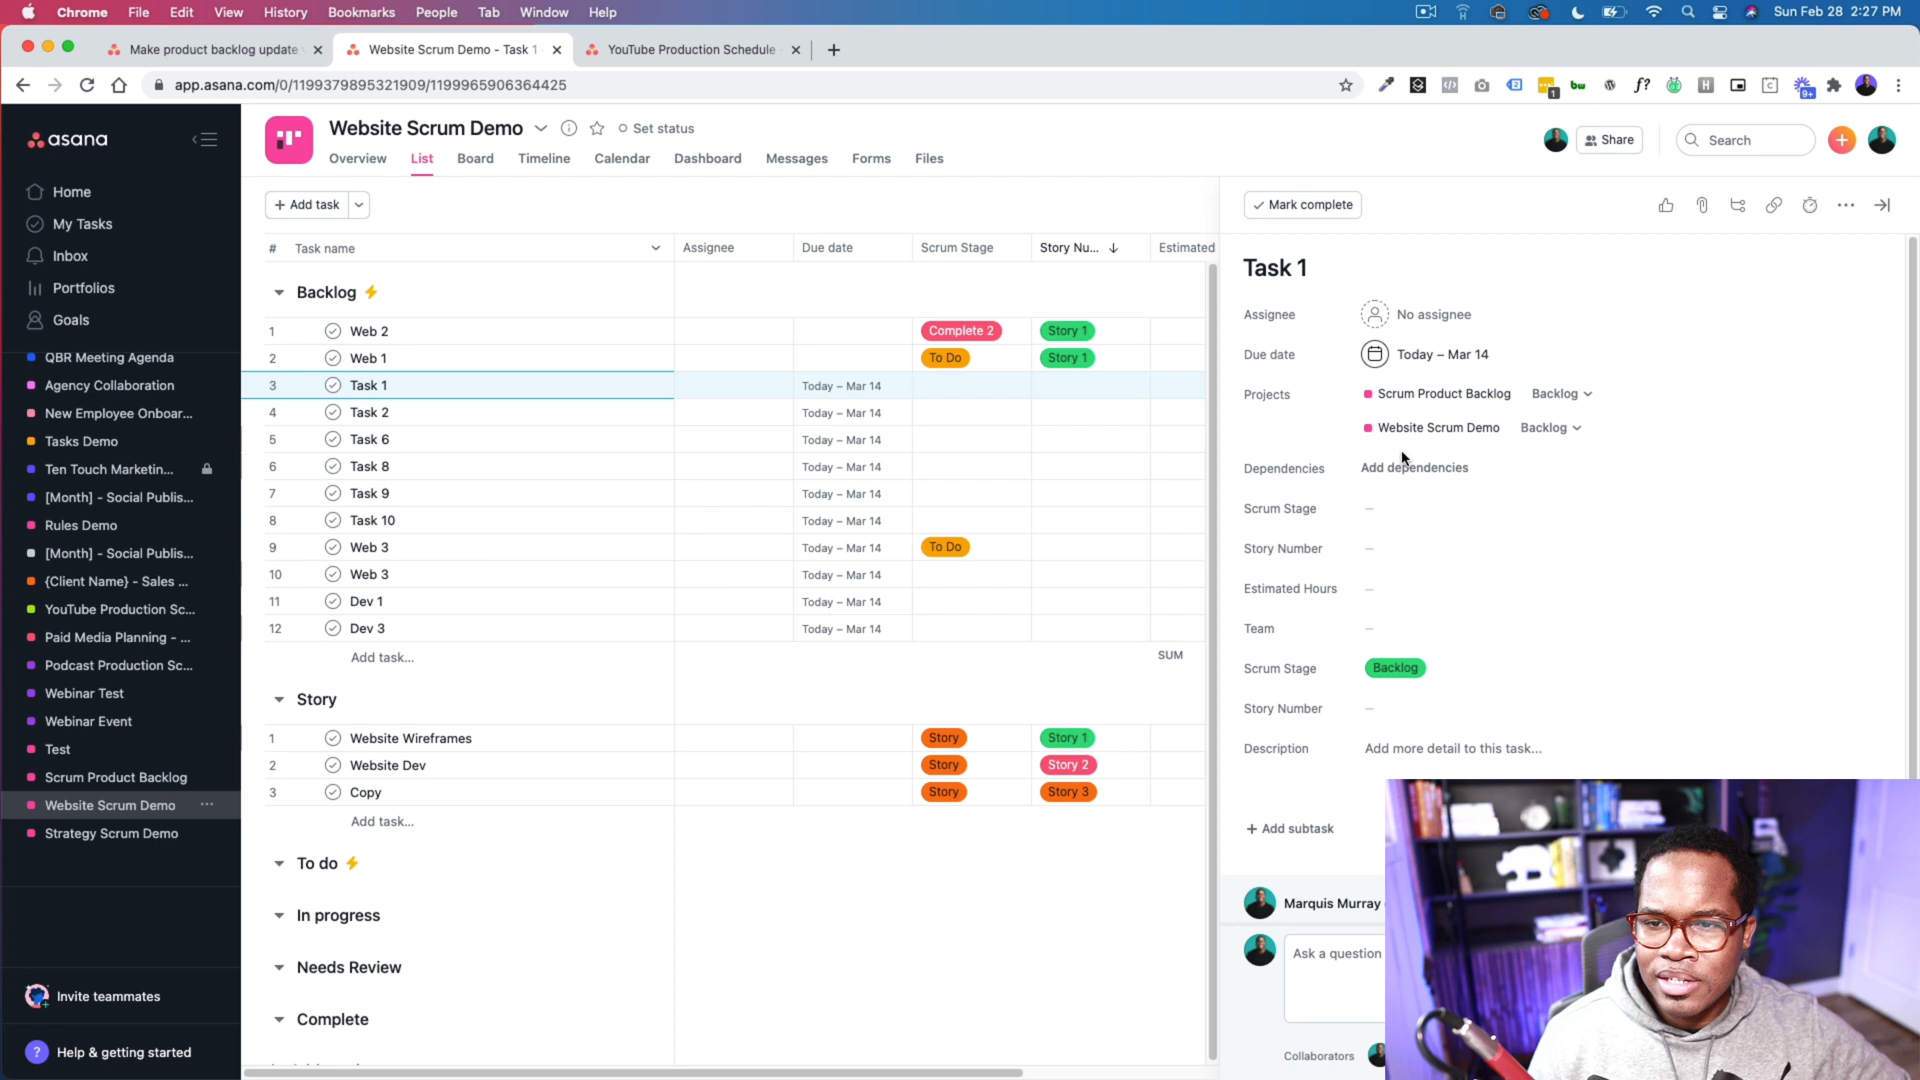 Chrome File Edit View History Bookmarks People Tab Window Help
Sun Feb 28 2:27 PM
Make product backlog update
Website Scrum Demo - Task 1
YouTube Production Schedule
app.asana.com/0/1199379895321909/1199965906364425
1
bw
f?
H
9+
asana
Home
My Tasks
Inbox
Portfolios
Goals
QBR Meeting Agenda
Agency Collaboration
New Employee Onboar...
Tasks Demo
Ten Touch Marketin...
[Month] - Social Publis...
Rules Demo
[Month] - Social Publis...
{Client Name} - Sales ...
YouTube Production Sc...
Paid Media Planning - ...
Podcast Production Sc...
Webinar Test
Webinar Event
Test
Scrum Product Backlog
Website Scrum Demo ...
Strategy Scrum Demo
Invite teammates
? Help & getting started
Website Scrum Demo
Set status
Overview List Board Timeline Calendar Dashboard Messages Forms Files
Share
Search
+ Add task
# Task name Assignee Due date Scrum Stage Story Nu... Estimated
Backlog
1 Web 2 Complete 2 Story 1
2 Web 1 To Do Story 1
3 Task 1 Today – Mar 14
4 Task 2 Today – Mar 14
5 Task 6 Today – Mar 14
6 Task 8 Today – Mar 14
7 Task 9 Today – Mar 14
8 Task 10 Today – Mar 14
9 Web 3 Today – Mar 14 To Do
10 Web 3 Today – Mar 14
11 Dev 1 Today – Mar 14
12 Dev 3 Today – Mar 14
Add task... SUM
Story
1 Website Wireframes Story Story 1
2 Website Dev Story Story 2
3 Copy Story Story 3
Add task...
To do
In progress
Needs Review
Complete
Mark complete
Task 1
Assignee No assignee
Due date Today – Mar 14
Projects Scrum Product Backlog Backlog
Website Scrum Demo Backlog
Dependencies Add dependencies
Scrum Stage –
Story Number –
Estimated Hours –
Team –
Scrum Stage Backlog
Story Number –
Description Add more detail to this task...
+ Add subtask
Marquis Murray
Ask a question
Collaborators